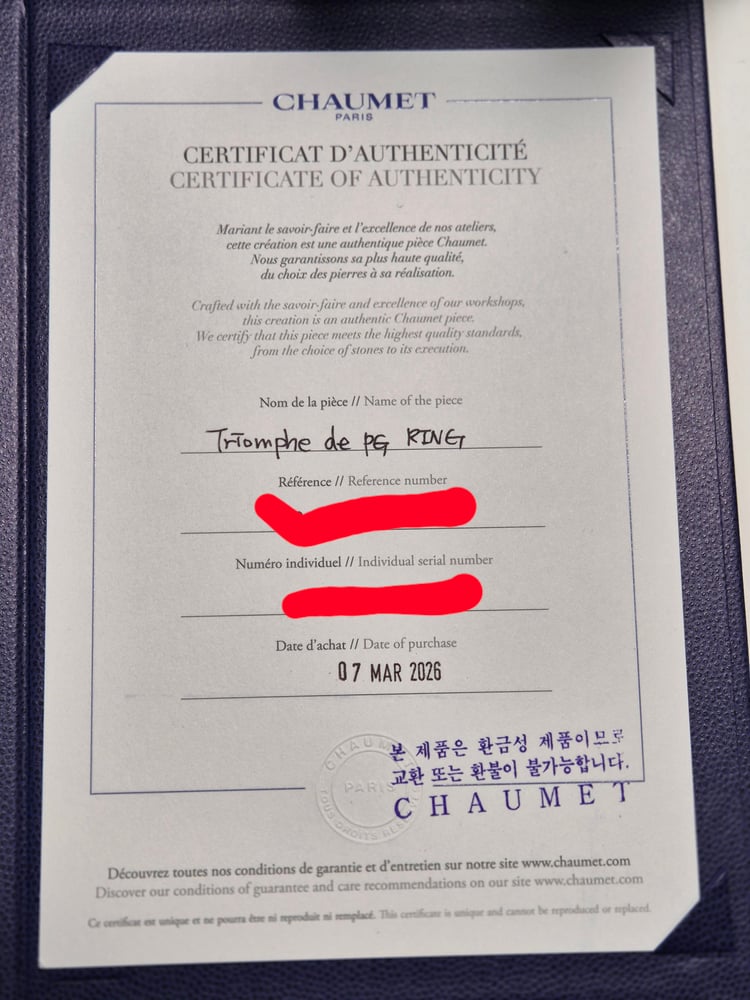 CHAUMET
PARIS
CERTIFICAT D'AUTHENTICITÉ
CERTIFICATE OF AUTHENTICITY
Mariant le savoir-faire et l'excellence de nos ateliers,
cette création est une authentique pièce Chaumet.
Nous garantissons sa plus haute qualité,
du choix des pierres à sa réalisation.
Crafted with the savoir-faire and excellence of our workshops,
this creation is an authentic Chaumet piece.
We certify that this piece meets the highest quality standards,
from the choice of stones to its execution.
Nom de la pièce // Name of the piece
Triomphe de PG RING
Référence // Reference number
Numéro individuel // Individual serial number
Date d'achat // Date of purchase
07 MAR 2026
본 제품은 환금성 제품이므로
교환 또는 환불이 불가능합니다.
CHAUMET
CHAUMET
PARIS
TOUS DROITS
Découvrez toutes nos conditions de garantie et d'entretien sur notre site www.chaumet.com
Discover our conditions of guarantee and care recommendations on our site www.chaumet.com
Ce certificat est unique et ne pourra être ni reproduit ni remplacé. This certificate is unique and cannot be reproduced or replaced.